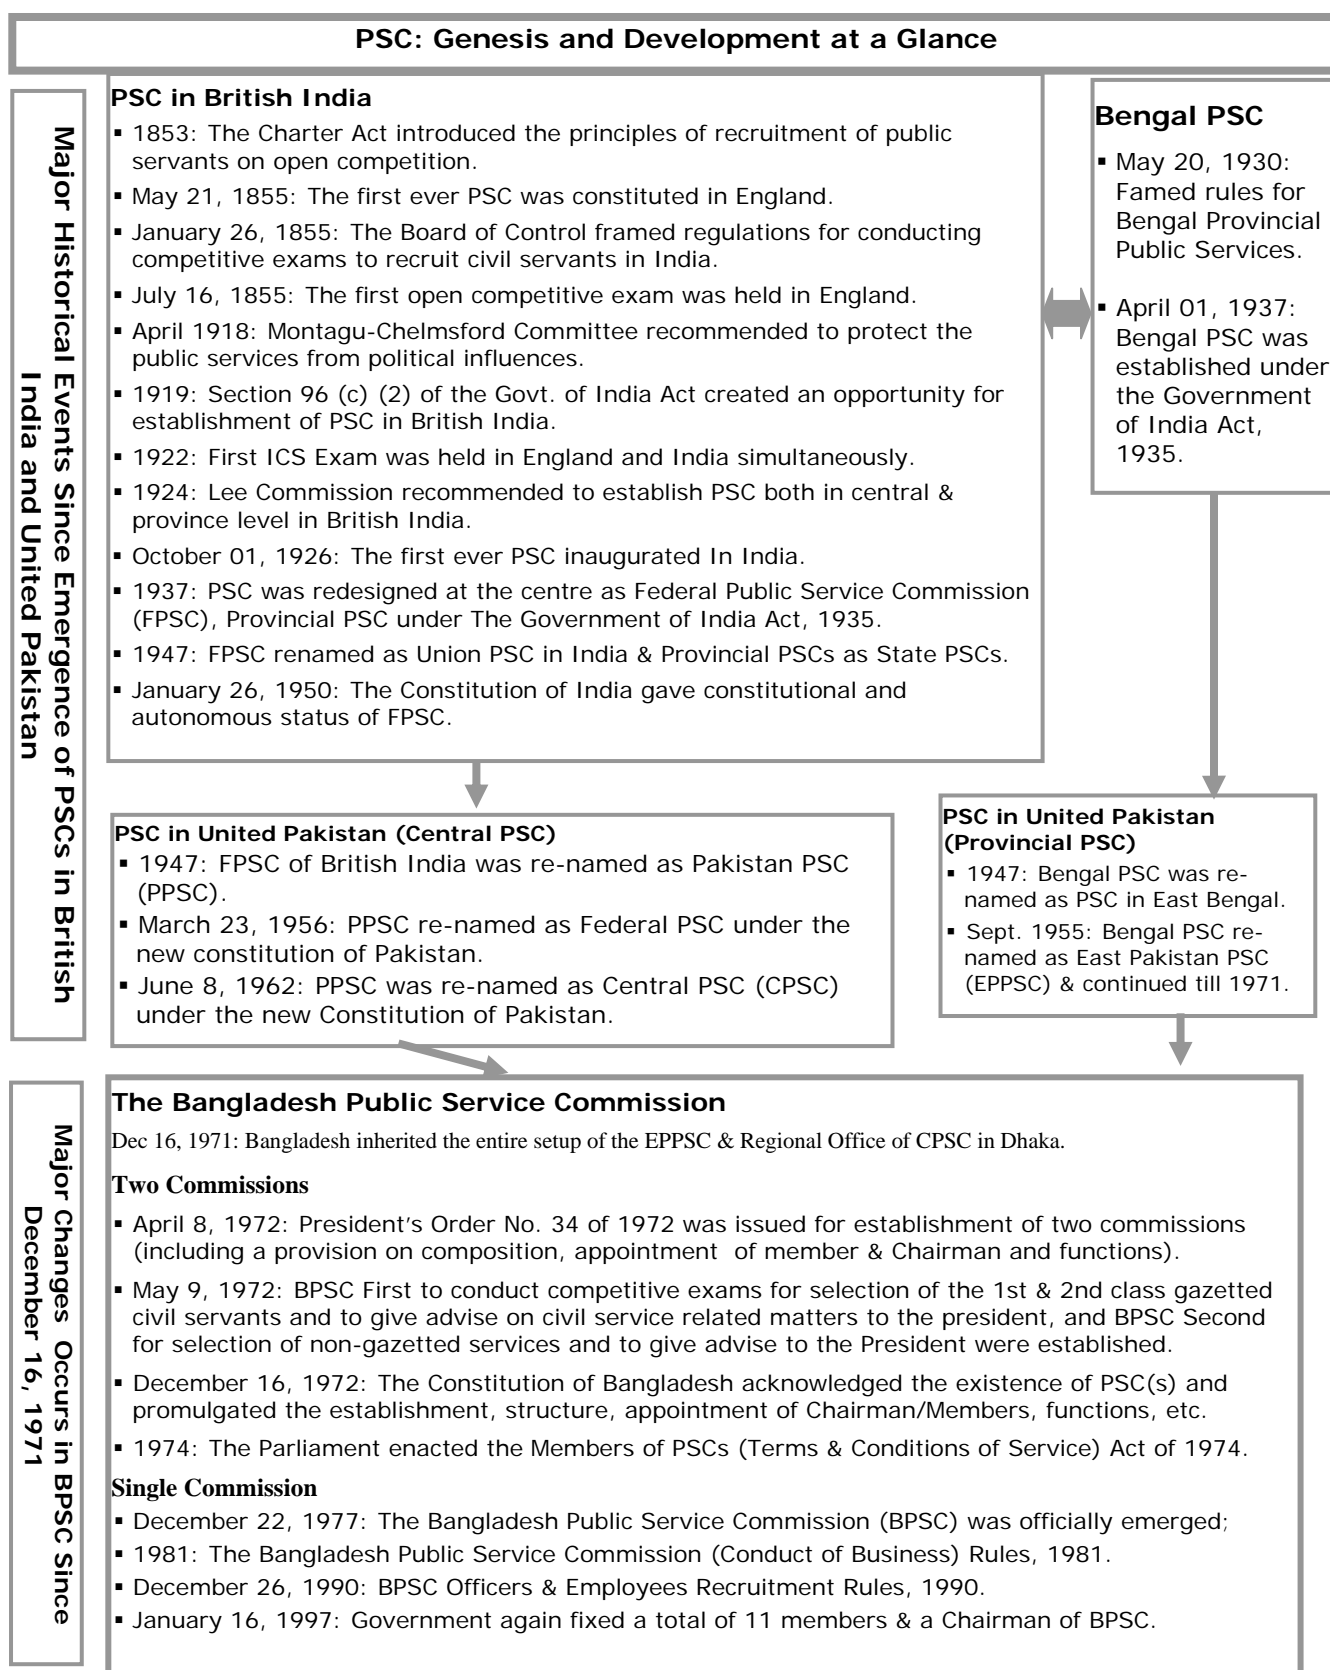 PSC: Genesis and Development at a Glance
Major Historical Events Since Emergence of PSCs in British
India and United Pakistan
PSC in British India
▪ 1853: The Charter Act introduced the principles of recruitment of public
servants on open competition.
▪ May 21, 1855: The first ever PSC was constituted in England.
▪ January 26, 1855: The Board of Control framed regulations for conducting
competitive exams to recruit civil servants in India.
▪ July 16, 1855: The first open competitive exam was held in England.
▪ April 1918: Montagu-Chelmsford Committee recommended to protect the
public services from political influences.
▪ 1919: Section 96 (c) (2) of the Govt. of India Act created an opportunity for
establishment of PSC in British India.
▪ 1922: First ICS Exam was held in England and India simultaneously.
▪ 1924: Lee Commission recommended to establish PSC both in central &
province level in British India.
▪ October 01, 1926: The first ever PSC inaugurated In India.
▪ 1937: PSC was redesigned at the centre as Federal Public Service Commission
(FPSC), Provincial PSC under The Government of India Act, 1935.
▪ 1947: FPSC renamed as Union PSC in India & Provincial PSCs as State PSCs.
▪ January 26, 1950: The Constitution of India gave constitutional and
autonomous status of FPSC.
Bengal PSC
▪ May 20, 1930:
Famed rules for
Bengal Provincial
Public Services.
▪ April 01, 1937:
Bengal PSC was
established under
the Government
of India Act,
1935.
PSC in United Pakistan (Central PSC)
▪ 1947: FPSC of British India was re-named as Pakistan PSC
(PPSC).
▪ March 23, 1956: PPSC re-named as Federal PSC under the
new constitution of Pakistan.
▪ June 8, 1962: PPSC was re-named as Central PSC (CPSC)
under the new Constitution of Pakistan.
PSC in United Pakistan
(Provincial PSC)
▪ 1947: Bengal PSC was re-
named as PSC in East Bengal.
▪ Sept. 1955: Bengal PSC re-
named as East Pakistan PSC
(EPPSC) & continued till 1971.
Major Changes Occurs in BPSC Since
December 16, 1971
The Bangladesh Public Service Commission
Dec 16, 1971: Bangladesh inherited the entire setup of the EPPSC & Regional Office of CPSC in Dhaka.
Two Commissions
▪ April 8, 1972: President's Order No. 34 of 1972 was issued for establishment of two commissions
(including a provision on composition, appointment of member & Chairman and functions).
▪ May 9, 1972: BPSC First to conduct competitive exams for selection of the 1st & 2nd class gazetted
civil servants and to give advise on civil service related matters to the president, and BPSC Second
for selection of non-gazetted services and to give advise to the President were established.
▪ December 16, 1972: The Constitution of Bangladesh acknowledged the existence of PSC(s) and
promulgated the establishment, structure, appointment of Chairman/Members, functions, etc.
▪ 1974: The Parliament enacted the Members of PSCs (Terms & Conditions of Service) Act of 1974.
Single Commission
▪ December 22, 1977: The Bangladesh Public Service Commission (BPSC) was officially emerged;
▪ 1981: The Bangladesh Public Service Commission (Conduct of Business) Rules, 1981.
▪ December 26, 1990: BPSC Officers & Employees Recruitment Rules, 1990.
▪ January 16, 1997: Government again fixed a total of 11 members & a Chairman of BPSC.